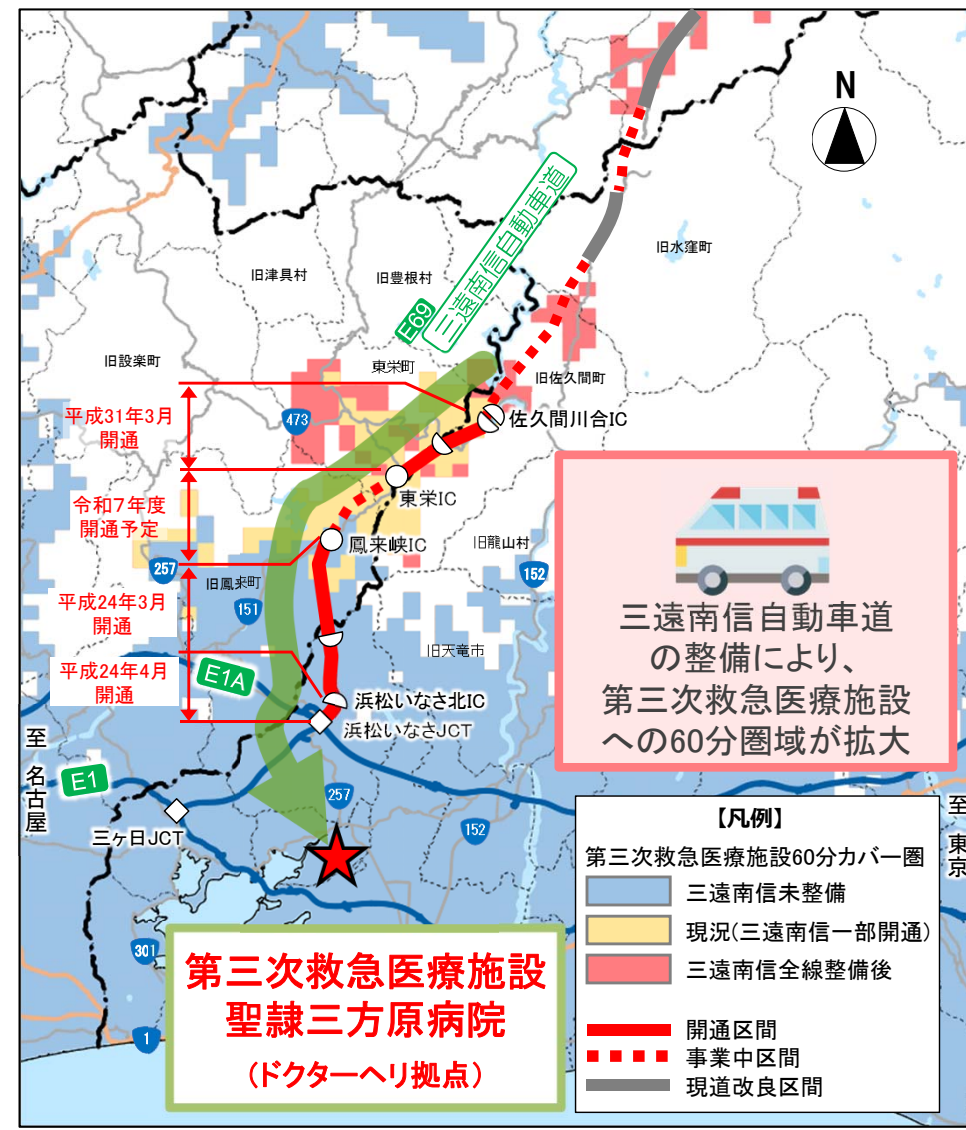 N
三遠南信自動車道
E69
旧水窪町
旧津具村
旧豊根村
旧設楽町
東栄町
旧佐久間町
平成31年3月
開通
473
佐久間川合IC
東栄IC
令和7年度
開通予定
鳳来峡IC
旧龍山村
257
旧鳳来町
152
151
平成24年3月
開通
旧天竜市
平成24年4月
開通
E1A
浜松いなさ北IC
浜松いなさJCT
三遠南信自動車道
の整備により、
第三次救急医療施設
への60分圏域が拡大
至 名古屋
E1
257
152
三ヶ日JCT
至 東京
301
1
第三次救急医療施設
聖隷三方原病院
(ドクターヘリ拠点)
【凡例】
第三次救急医療施設60分カバー圏
三遠南信未整備
現況(三遠南信一部開通)
三遠南信全線整備後
開通区間
事業中区間
現道改良区間